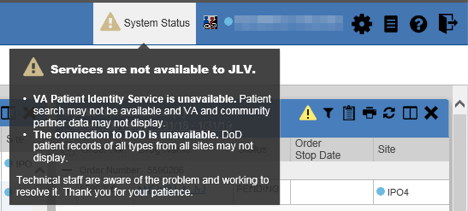 System Status
Services are not available to JLV.
• VA Patient Identity Service is unavailable. Patient
search may not be available and VA and community
partner data may not display.
• The connection to DoD is unavailable. DoD
patient records of all types from all sites may not
display.
Technical staff are aware of the problem and working to
resolve it. Thank you for your patience.
Order
Stop Date
Site
IPO4